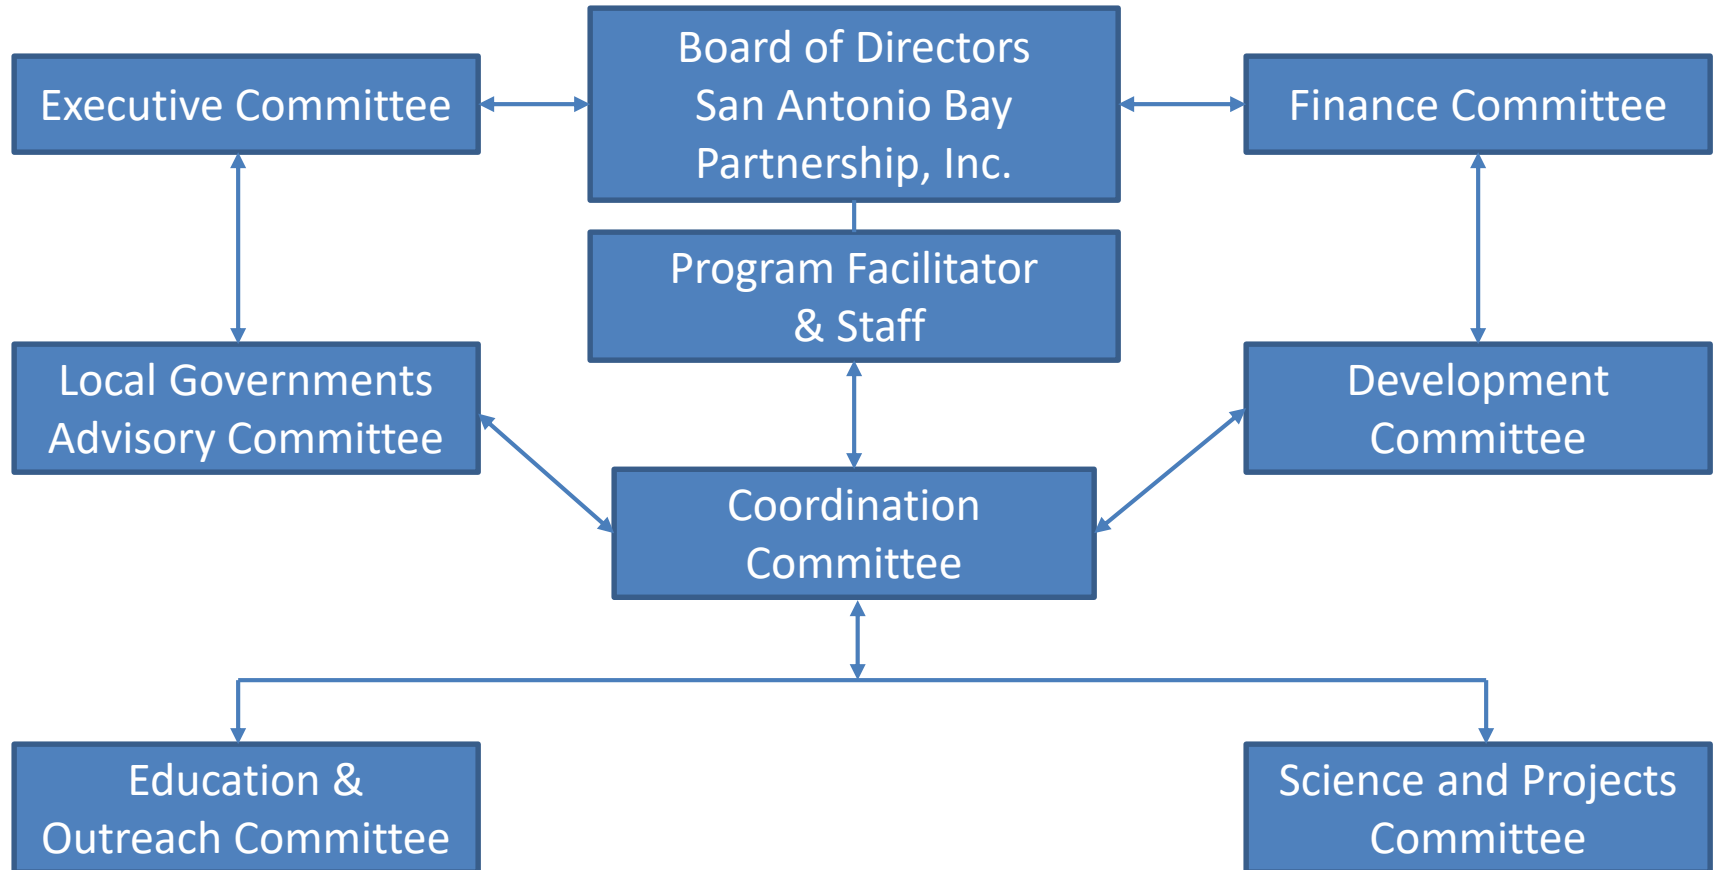 Board of Directors
San Antonio Bay
Partnership, Inc.
Executive Committee
Finance Committee
Program Facilitator
& Staff
Local Governments
Advisory Committee
Development
Committee
Coordination
Committee
Education &
Outreach Committee
Science and Projects
Committee